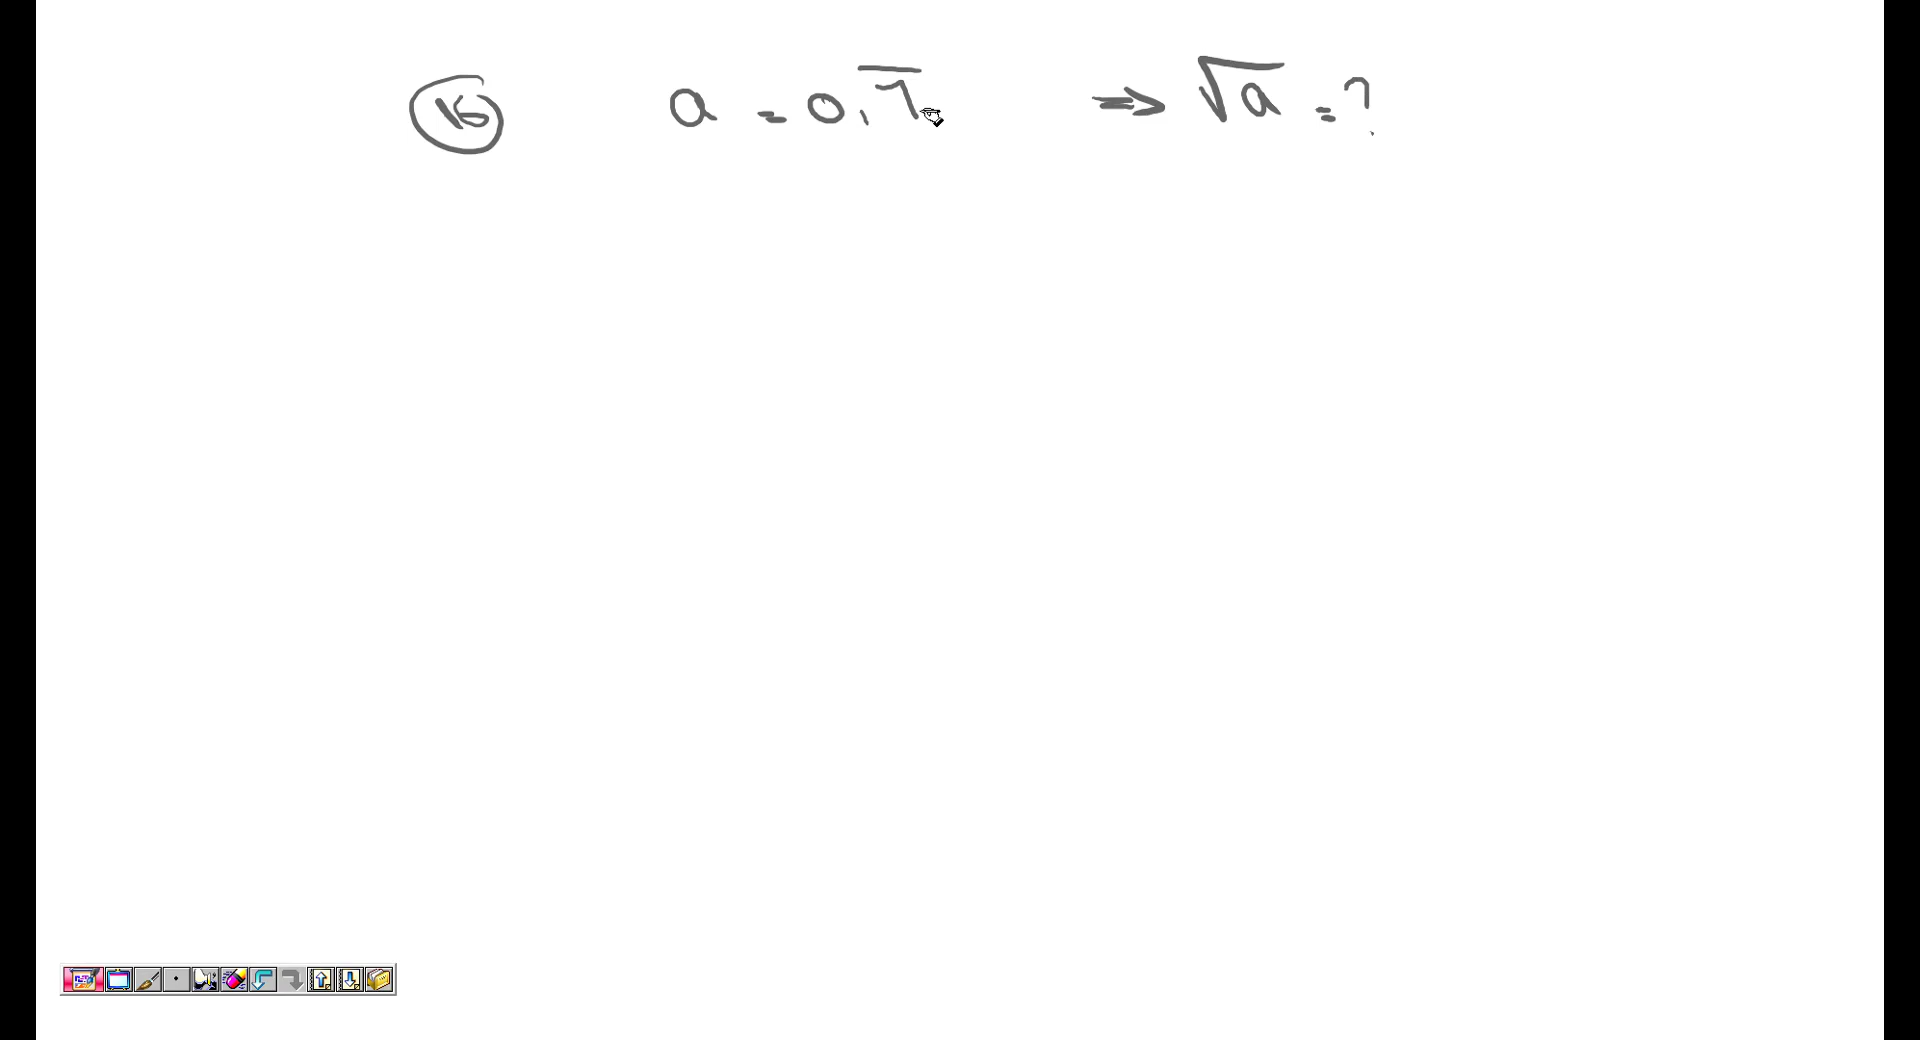 16 a = 0,7̅ ⇒ √a = ?